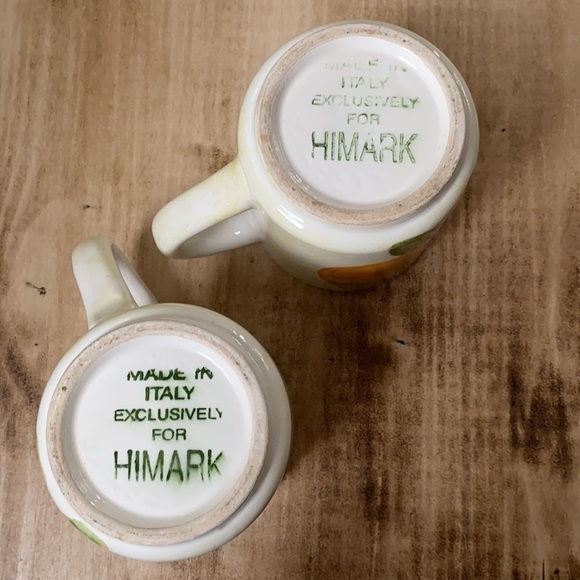 MADE IN
ITALY
EXCLUSIVELY
FOR
HIMARK
MADE IN
ITALY
EXCLUSIVELY
FOR
HIMARK